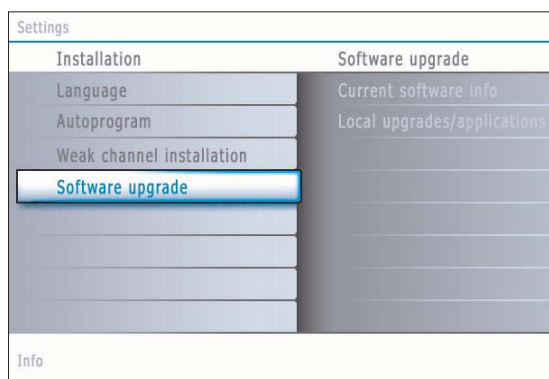 Settings
Installation
Software upgrade
Language
Current software info
Autoprogram
Local upgrades/applications
Weak channel installation
Software upgrade
Info